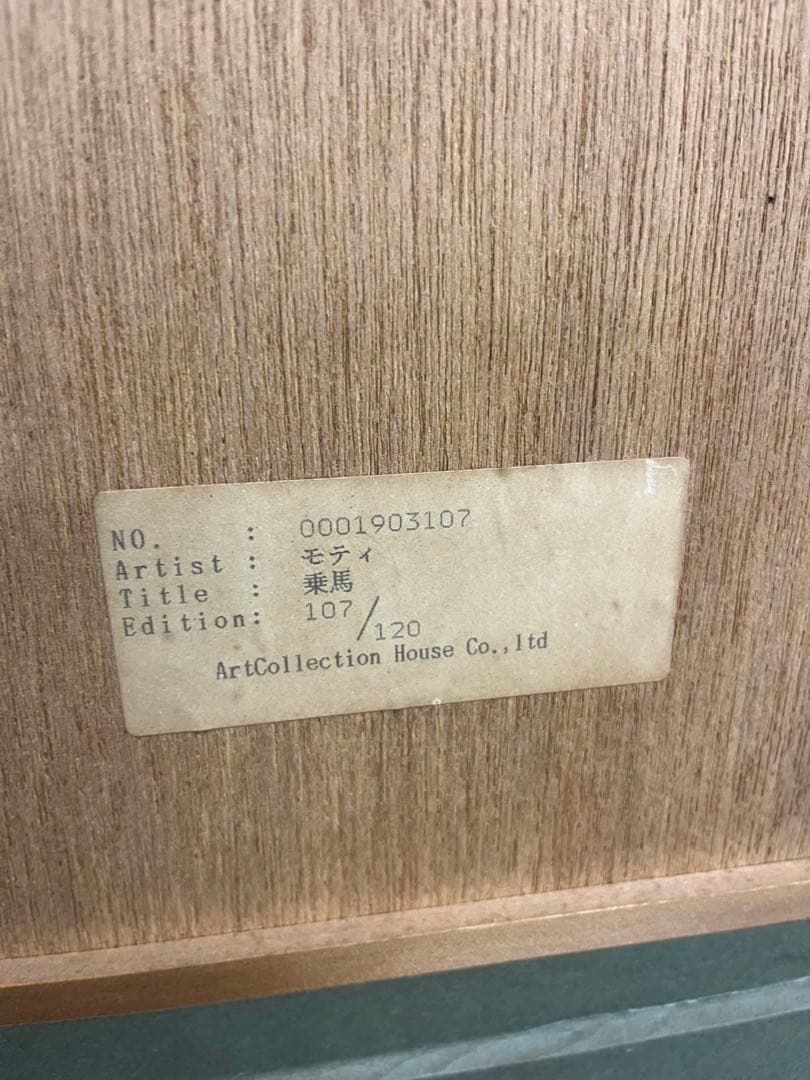 NO. : 0001903107
Artist : モティ
Title : 乗馬
Edition: 107/120
ArtCollection House Co.,ltd